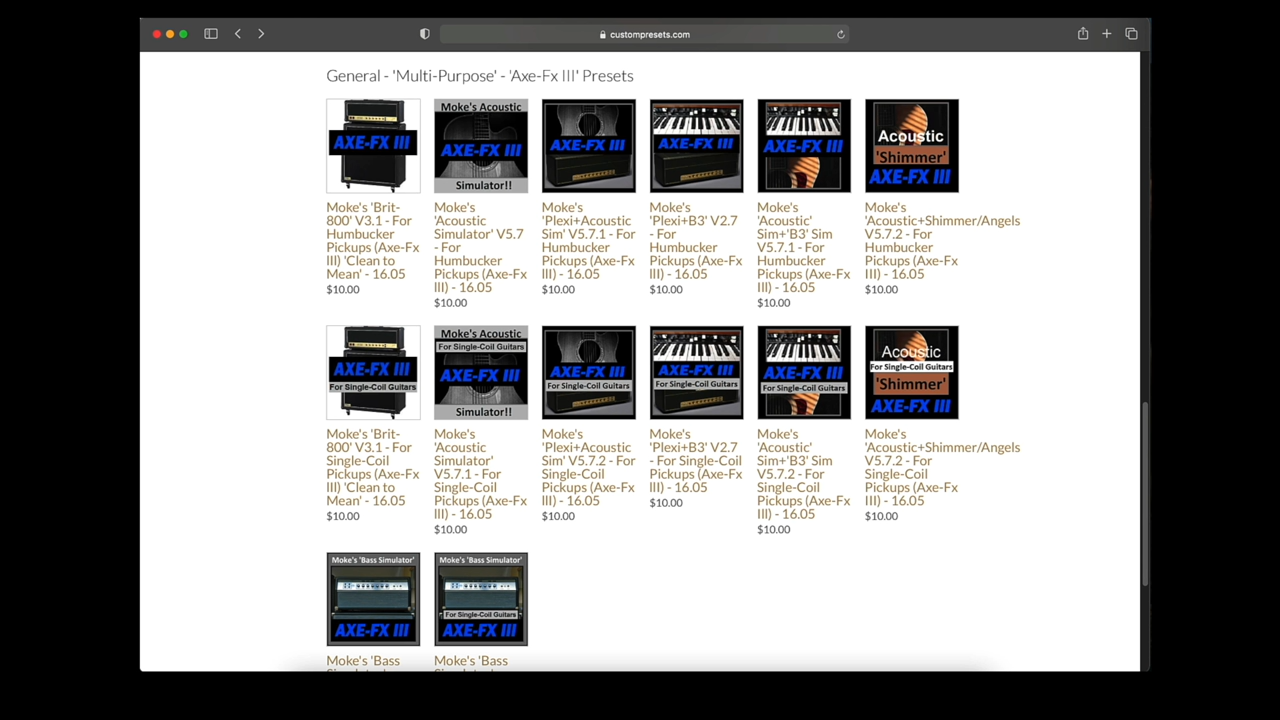 custompresets.com
General - 'Multi-Purpose' - 'Axe-Fx III' Presets
AXE-FX III
Moke's Acoustic
AXE-FX III
Simulator!!
AXE-FX III
AXE-FX III
AXE-FX III
Acoustic
'Shimmer'
AXE-FX III
Moke's 'Brit-
800' V3.1 - For
Humbucker
Pickups (Axe-Fx
III) 'Clean to
Mean' - 16.05
$10.00
Moke's
'Acoustic
Simulator' V5.7
- For
Humbucker
Pickups (Axe-Fx
III) - 16.05
$10.00
Moke's
'Plexi+Acoustic
Sim' V5.7.1 - For
Humbucker
Pickups (Axe-Fx
III) - 16.05
$10.00
Moke's
'Plexi+B3' V2.7
- For
Humbucker
Pickups (Axe-Fx
III) - 16.05
$10.00
Moke's
'Acoustic'
Sim+'B3' Sim
V5.7.1 - For
Humbucker
Pickups (Axe-Fx
III) - 16.05
$10.00
Moke's
'Acoustic+Shimmer/Angels
V5.7.2 - For
Humbucker
Pickups (Axe-Fx
III) - 16.05
$10.00
AXE-FX III
For Single-Coil Guitars
Moke's Acoustic
For Single-Coil Guitars
AXE-FX III
Simulator!!
AXE-FX III
For Single-Coil Guitars
AXE-FX III
For Single-Coil Guitars
AXE-FX III
For Single-Coil Guitars
Acoustic
For Single-Coil Guitars
'Shimmer'
AXE-FX III
Moke's 'Brit-
800' V3.1 - For
Single-Coil
Pickups (Axe-Fx
III) 'Clean to
Mean' - 16.05
$10.00
Moke's
'Acoustic
Simulator'
V5.7.1 - For
Single-Coil
Pickups (Axe-Fx
III) - 16.05
$10.00
Moke's
'Plexi+Acoustic
Sim' V5.7.2 - For
Single-Coil
Pickups (Axe-Fx
III) - 16.05
$10.00
Moke's
'Plexi+B3' V2.7
- For Single-Coil
Pickups (Axe-Fx
III) - 16.05
$10.00
Moke's
'Acoustic'
Sim+'B3' Sim
V5.7.2 - For
Single-Coil
Pickups (Axe-Fx
III) - 16.05
$10.00
Moke's
'Acoustic+Shimmer/Angels
V5.7.2 - For
Single-Coil
Pickups (Axe-Fx
III) - 16.05
$10.00
Moke's 'Bass Simulator'
AXE-FX III
Moke's 'Bass Simulator'
For Single-Coil Guitars
AXE-FX III
Moke's 'Bass
Moke's 'Bass